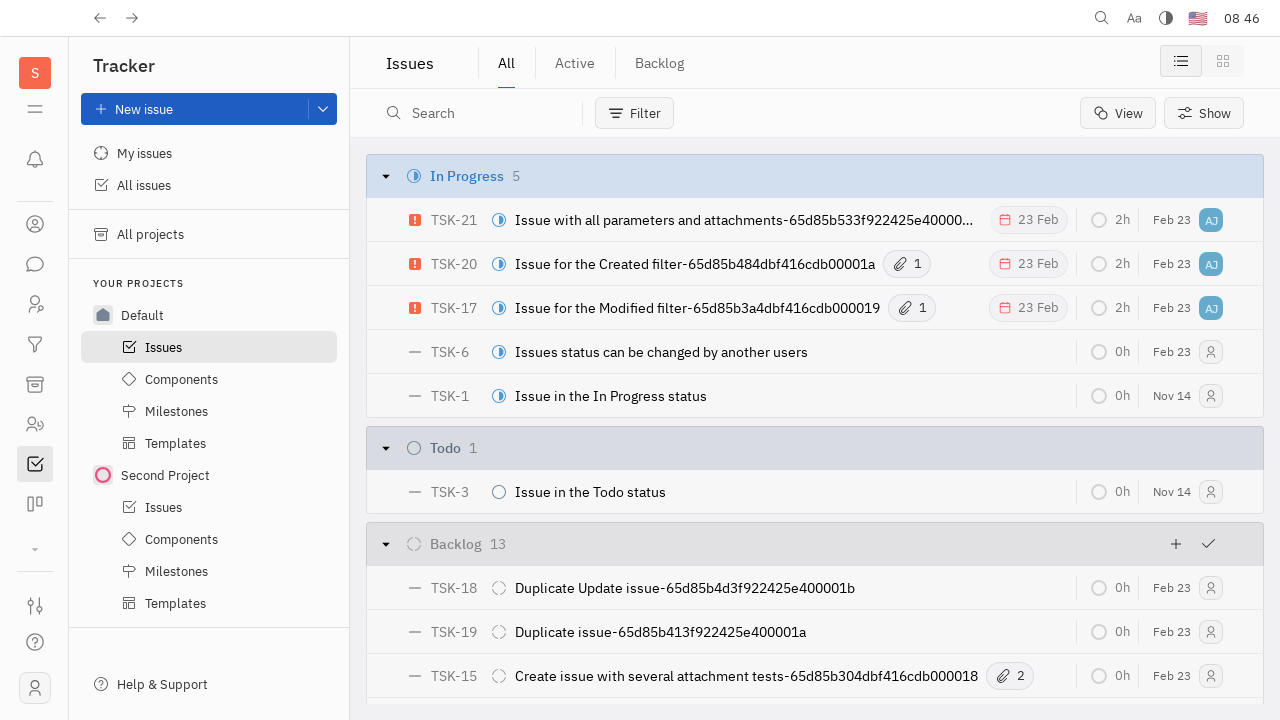 Aa 08 46
S
Tracker
New issue
My issues
All issues
All projects
YOUR PROJECTS
Default
Issues
Components
Milestones
Templates
Second Project
Issues
Components
Milestones
Templates
Help & Support
Issues All Active Backlog
Search Filter View Show
In Progress 5
TSK-21 Issue with all parameters and attachments-65d85b533f922425e40000... 23 Feb 2h Feb 23 AJ
TSK-20 Issue for the Created filter-65d85b484dbf416cdb00001a 1 23 Feb 2h Feb 23 AJ
TSK-17 Issue for the Modified filter-65d85b3a4dbf416cdb000019 1 23 Feb 2h Feb 23 AJ
TSK-6 Issues status can be changed by another users 0h Feb 23
TSK-1 Issue in the In Progress status 0h Nov 14
Todo 1
TSK-3 Issue in the Todo status 0h Nov 14
Backlog 13
TSK-18 Duplicate Update issue-65d85b4d3f922425e400001b 0h Feb 23
TSK-19 Duplicate issue-65d85b413f922425e400001a 0h Feb 23
TSK-15 Create issue with several attachment tests-65d85b304dbf416cdb000018 2 0h Feb 23